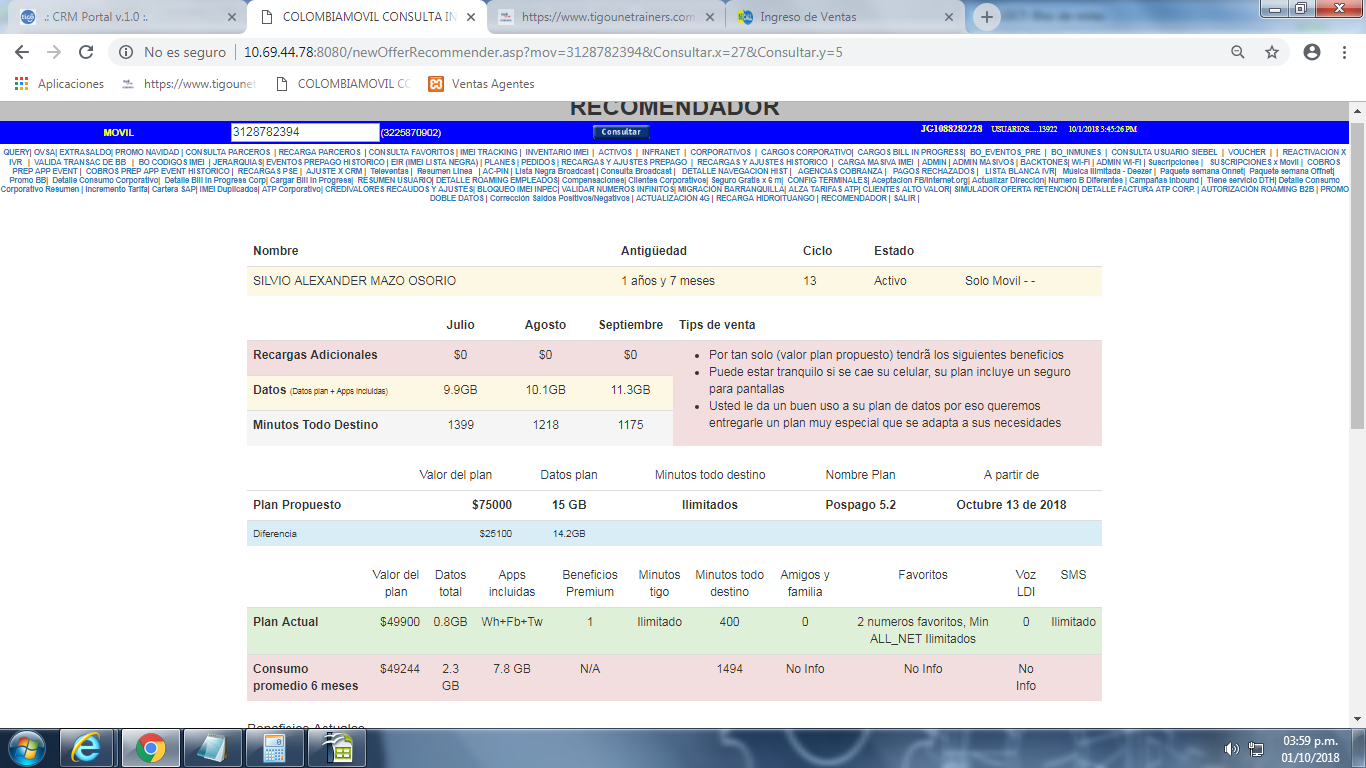 .: CRM Portal v.1.0 :.
COLOMBIAMOVIL CONSULTA IN
https://www.tigounetrainers.com
Ingreso de Ventas
No es seguro | 10.69.44.78:8080/newOfferRecommender.asp?mov=3128782394&Consultar.x=27&Consultar.y=5
Aplicaciones
https://www.tigounet
COLOMBIAMOVIL CO
Ventas Agentes
RECOMENDADOR
MOVIL 3128782394 (3225870902) Consultar JG1088282228 USUARIOS.....13922 10/1/2018 3:45:26 PM
QUERY| OVSA| EXTRASALDO| PROMO NAVIDAD | CONSULTA PARCEROS | RECARGA PARCEROS | CONSULTA FAVORITOS | IMEI TRACKING | INVENTARIO IMEI | ACTIVOS | INFRANET | CORPORATIVOS | CARGOS CORPORATIVO| CARGOS BILL IN PROGRESS| BO_EVENTOS_PRE | BO_INMUNES | CONSULTA USUARIO SIEBEL | VOUCHER | | REACTIVACION X
IVR | VALIDA TRANSAC DE BB | BO CODIGOS IMEI | JERARQUIAS| EVENTOS PREPAGO HISTORICO | EIR (IMEI LISTA NEGRA) | PLANES | PEDIDOS | RECARGAS Y AJUSTES PREPAGO | RECARGAS Y AJUSTES HISTORICO | CARGA MASIVA IMEI | ADMIN | ADMIN MASIVOS | BACKTONES| WI-FI | ADMIN WI-FI | Suscripciones | SUSCRIPCIONES x Movil | COBROS
PREP APP EVENT | COBROS PREP APP EVENT HISTORICO | RECARGAS PSE | AJUSTE X CRM | Televentas | Resumen Linea | AC-PIN | Lista Negra Broadcast | Consulta Broadcast | DETALLE NAVEGACION HIST | AGENCIAS COBRANZA | PAGOS RECHAZADOS | LISTA BLANCA IVR| Música Ilimitada - Deezer | Paquete semana Onnet| Paquete semana Offnet|
Promo BB| Detalle Consumo Corporativo| Detalle Bill In Progress Corp| Cargar Bill In Progress| RESUMEN USUARIO| DETALLE ROAMING EMPLEADOS| Compensaciones| Clientes Corporativos| Seguro Gratis x 6 m| CONFIG TERMINALES| Aceptacion FB/Internet.org| Actualizar Dirección| Numero B Diferentes | Campañas Inbound | Tiene servicio DTH| Detalle Consumo
Corporativo Resumen | Incremento Tarifa| Cartera SAP| IMEI Duplicados| ATP Corporativo| CREDIVALORES RECAUDOS Y AJUSTES| BLOQUEO IMEI INPEC| VALIDAR NUMEROS INFINITOS| MIGRACIÓN BARRANQUILLA| ALZA TARIFAS ATP| CLIENTES ALTO VALOR| SIMULADOR OFERTA RETENCIÓN| DETALLE FACTURA ATP CORP. | AUTORIZACIÓN ROAMING B2B | PROMO
DOBLE DATOS | Corrección Saldos Positivos/Negativos | ACTUALIZACIÓN 4G | RECARGA HIDROITUANGO | RECOMENDADOR | SALIR |
Nombre Antigüedad Ciclo Estado
SILVIO ALEXANDER MAZO OSORIO 1 años y 7 meses 13 Activo Solo Movil - -
Julio Agosto Septiembre Tips de venta
Recargas Adicionales $0 $0 $0
Datos (Datos plan + Apps incluidas) 9.9GB 10.1GB 11.3GB
Minutos Todo Destino 1399 1218 1175
• Por tan solo (valor plan propuesto) tendrã los siguientes beneficios
• Puede estar tranquilo si se cae su celular, su plan incluye un seguro
para pantallas
• Usted le da un buen uso a su plan de datos por eso queremos
entregarle un plan muy especial que se adapta a sus necesidades
Valor del plan Datos plan Minutos todo destino Nombre Plan A partir de
Plan Propuesto $75000 15 GB Ilimitados Pospago 5.2 Octubre 13 de 2018
Diferencia $25100 14.2GB
Valor del plan Datos total Apps incluidas Beneficios Premium Minutos tigo Minutos todo destino Amigos y familia Favoritos Voz LDI SMS
Plan Actual $49900 0.8GB Wh+Fb+Tw 1 Ilimitado 400 0 2 numeros favoritos, Min ALL_NET Ilimitados 0 Ilimitado
Consumo promedio 6 meses $49244 2.3 GB 7.8 GB N/A 1494 No Info No Info No Info
Beneficios Actuales
03:59 p.m.
01/10/2018